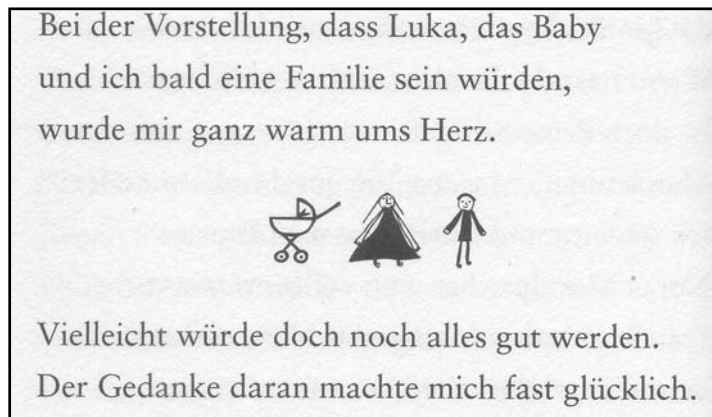 Bei der Vorstellung, dass Luka, das Baby
und ich bald eine Familie sein würden,
wurde mir ganz warm ums Herz.
Vielleicht würde doch noch alles gut werden.
Der Gedanke daran machte mich fast glücklich.